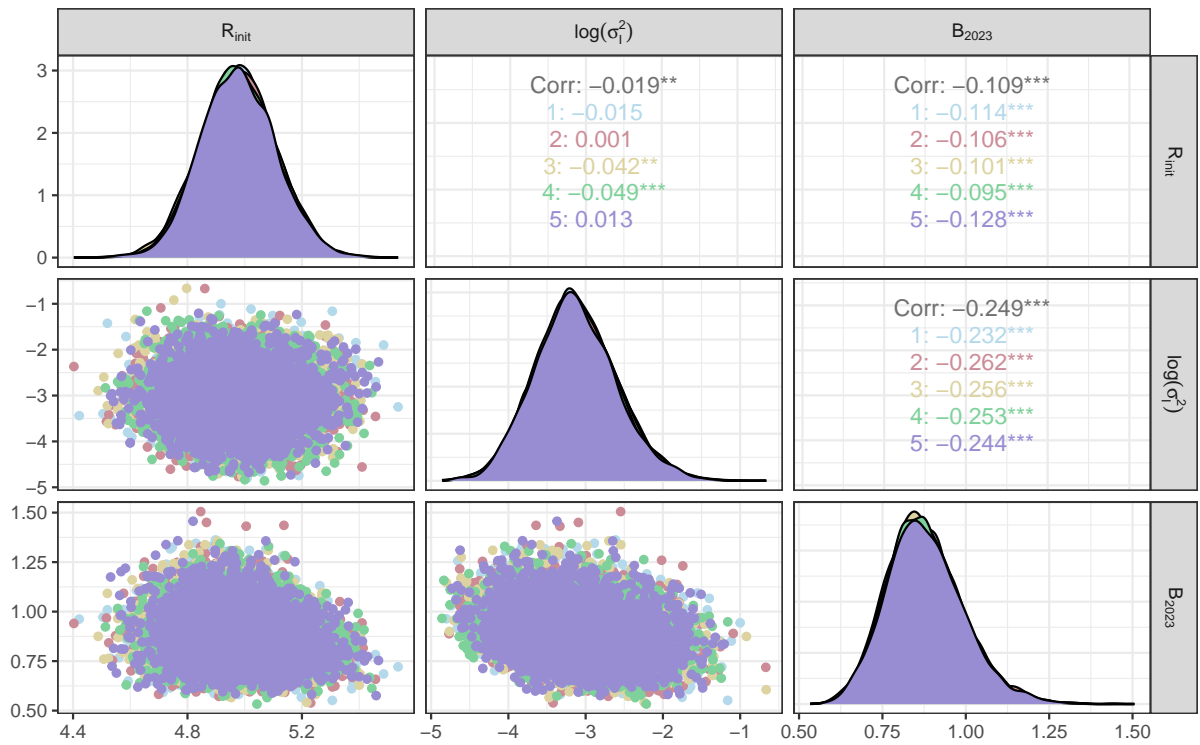 R_init
log(σ_I^2)
B_2023
3
2
1
0
Corr: −0.019**
1: −0.015
2: 0.001
3: −0.042**
4: −0.049***
5: 0.013
Corr: −0.109***
1: −0.114***
2: −0.106***
3: −0.101***
4: −0.095***
5: −0.128***
R_init
−1
−2
−3
−4
−5
Corr: −0.249***
1: −0.232***
2: −0.262***
3: −0.256***
4: −0.253***
5: −0.244***
log(σ_I^2)
1.50
1.25
1.00
0.75
0.50
B_2023
4.4 4.8 5.2
−5 −4 −3 −2 −1
0.50 0.75 1.00 1.25 1.50